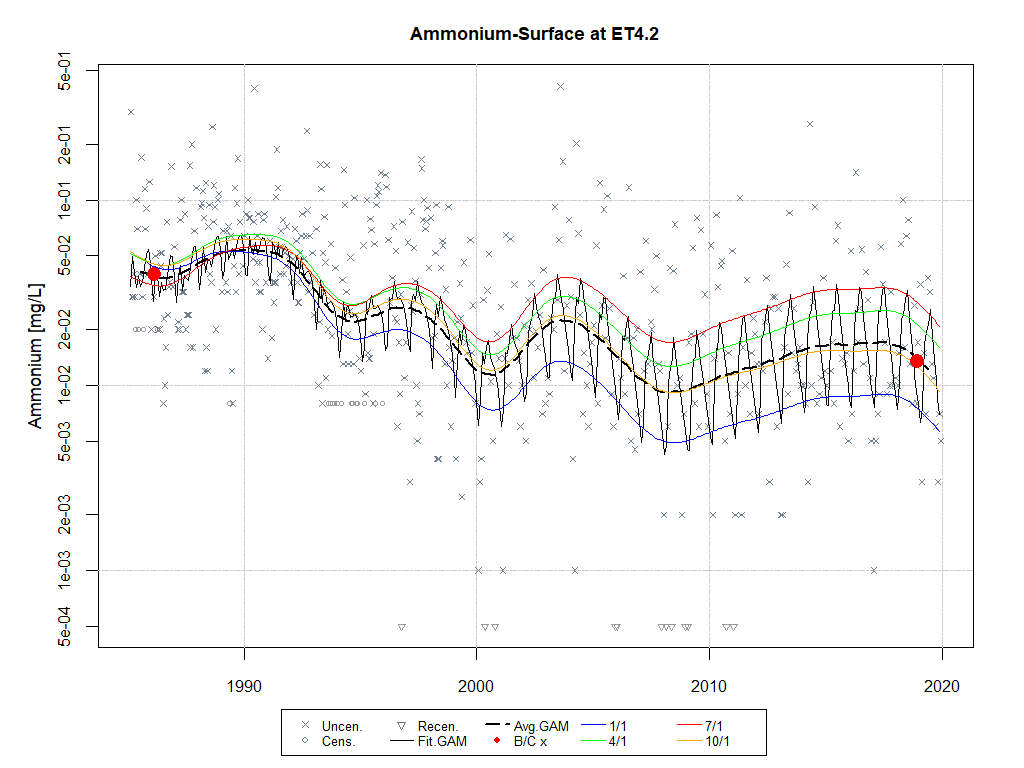 Ammonium-Surface at ET4.2
Ammonium [mg/L]
5e-01
2e-01
1e-01
5e-02
2e-02
1e-02
5e-03
2e-03
1e-03
5e-04
1990 2000 2010 2020
Uncen. Recen. Avg.GAM 1/1 7/1
Cens. Fit.GAM B/C x 4/1 10/1